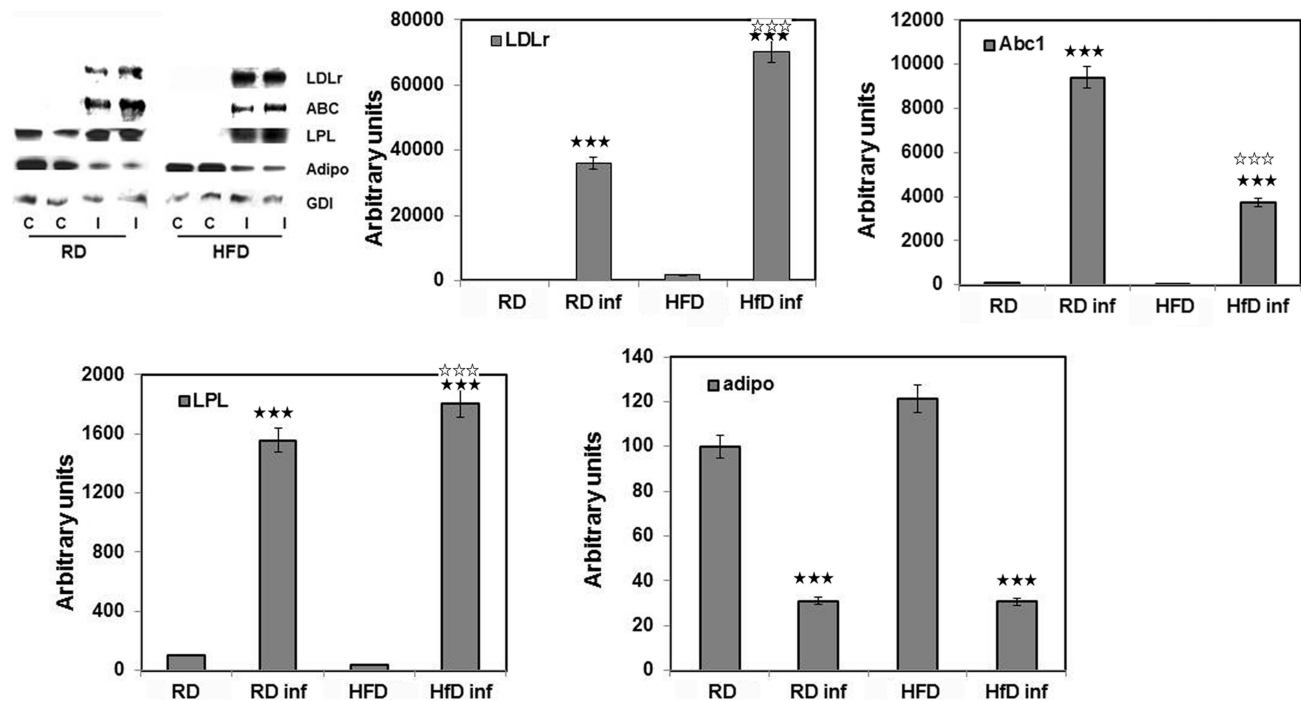 LDLr
ABC
LPL
Adipo
GDI
C C I I C C I I
RD HFD
LDLr
Arbitrary units
80000
60000
40000
20000
0
★★★
☆☆☆
★★★
RD RD inf HFD HfD inf
Abc1
Arbitrary units
12000
10000
8000
6000
4000
2000
0
★★★
☆☆☆
★★★
RD RD inf HFD HfD inf
LPL
Arbitrary units
2000
1600
1200
800
400
0
★★★
☆☆☆
★★★
RD RD inf HFD HfD inf
adipo
Arbitrary units
140
120
100
80
60
40
20
0
★★★
★★★
RD RD inf HFD HfD inf